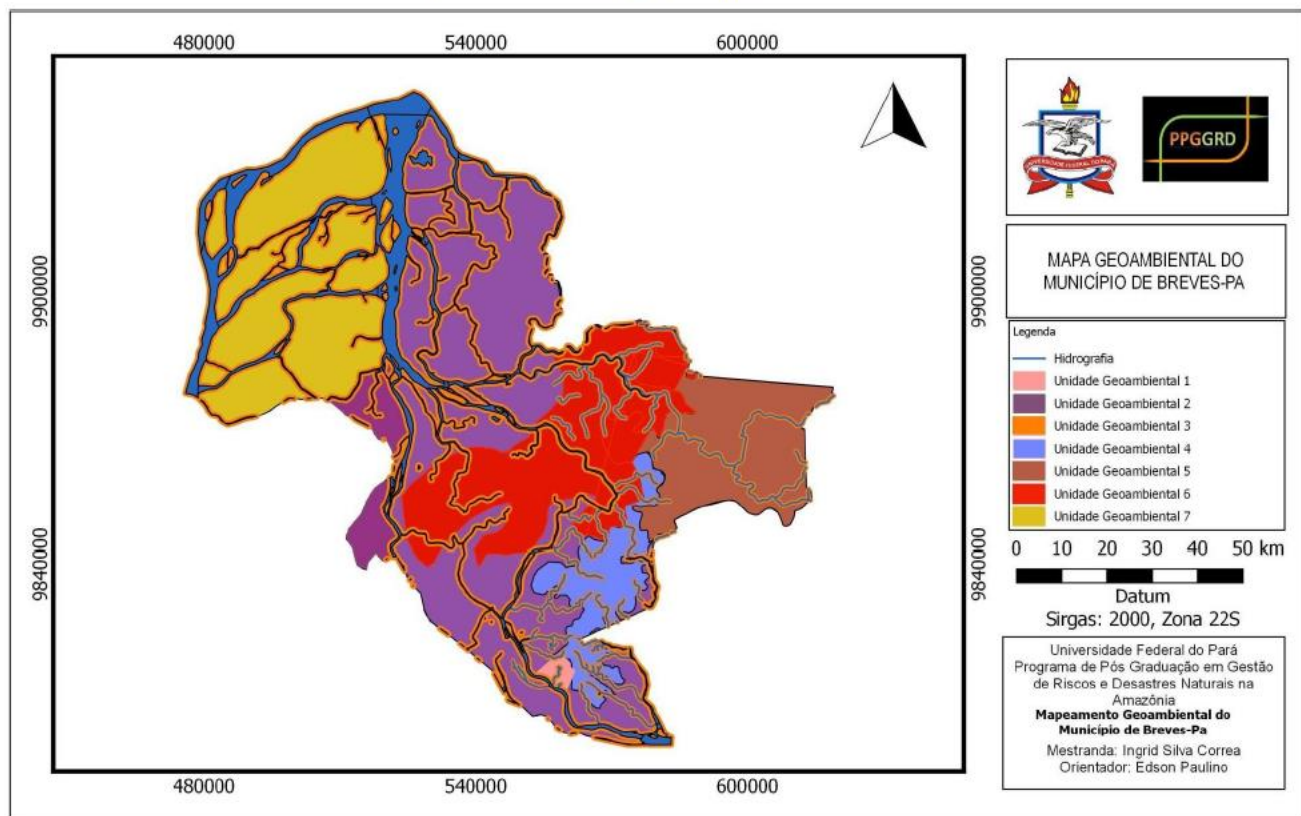 480000
540000
600000
9900000
9840000
9900000
9840000
480000
540000
600000
UNIVERSIDADE FEDERAL DO PARÁ
PPGGRD
MAPA GEOAMBIENTAL DO
MUNICÍPIO DE BREVES-PA
Legenda
Hidrografia
Unidade Geoambiental 1
Unidade Geoambiental 2
Unidade Geoambiental 3
Unidade Geoambiental 4
Unidade Geoambiental 5
Unidade Geoambiental 6
Unidade Geoambiental 7
0 10 20 30 40 50 km
Datum
Sirgas: 2000, Zona 22S
Universidade Federal do Pará
Programa de Pós Graduação em Gestão
de Riscos e Desastres Naturais na
Amazônia
Mapeamento Geoambiental do
Município de Breves-Pa
Mestranda: Ingrid Silva Correa
Orientador: Edson Paulino